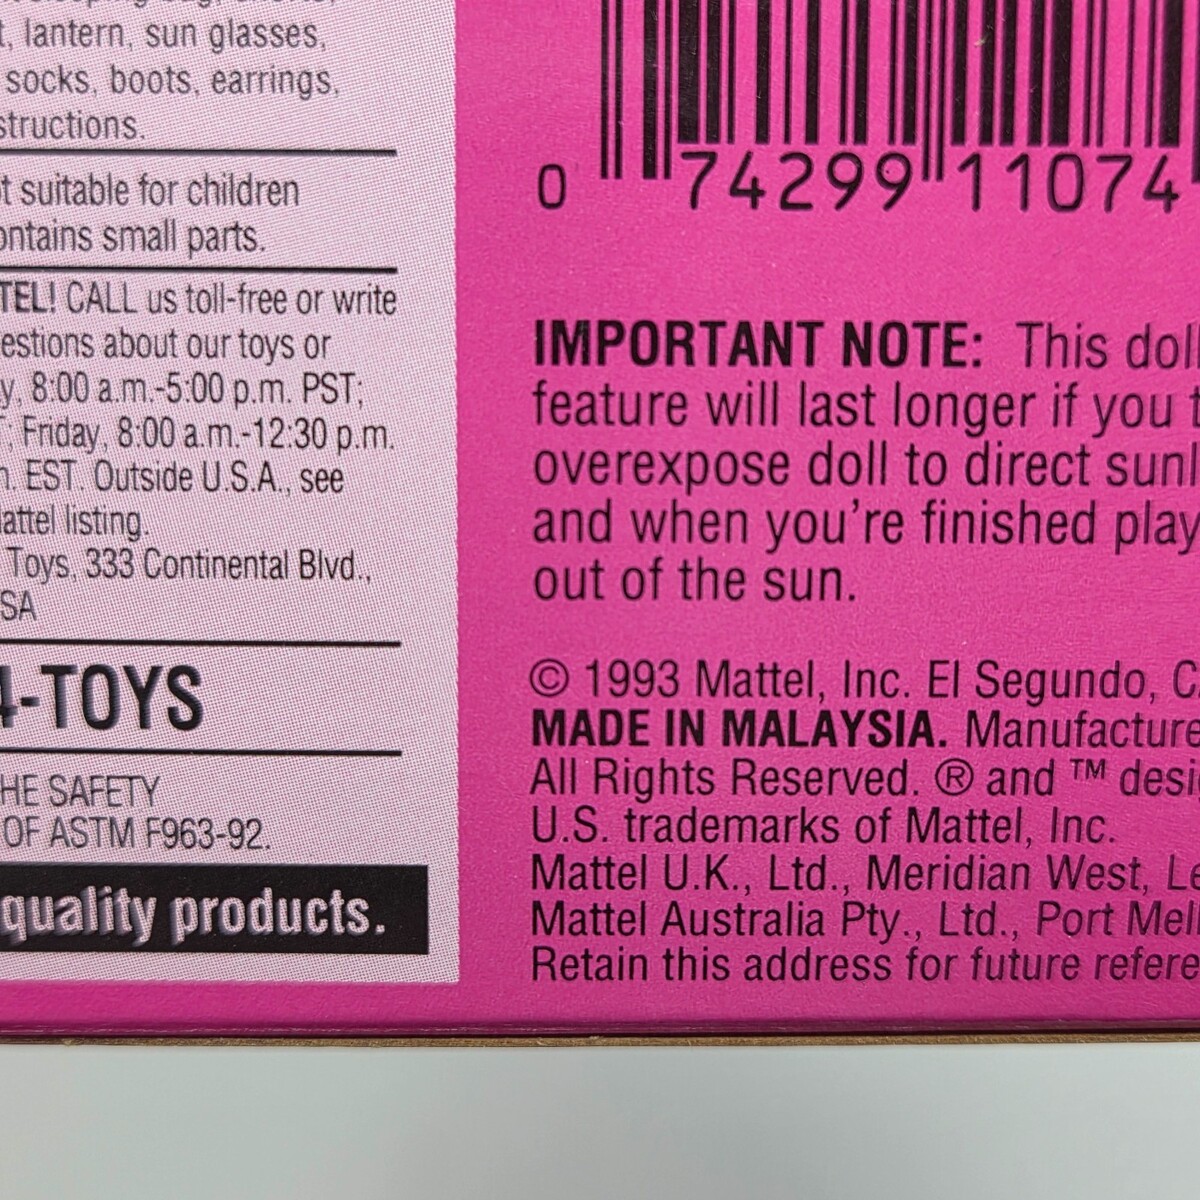 sleeping bag, shorts,
t, lantern, sun glasses,
socks, boots, earrings,
structions.
t suitable for children
ontains small parts.
TEL! CALL us toll-free or write
estions about our toys or
y, 8:00 a.m.-5:00 p.m. PST;
T; Friday, 8:00 a.m.-12:30 p.m.
. EST. Outside U.S.A., see
attel listing.
Toys, 333 Continental Blvd.,
SA
4-TOYS
HE SAFETY
OF ASTM F963-92.
quality products.
0 74299 11074
IMPORTANT NOTE: This doll
feature will last longer if you
overexpose doll to direct sunl
and when you're finished play
out of the sun.
© 1993 Mattel, Inc. El Segundo, C
MADE IN MALAYSIA. Manufacture
All Rights Reserved. ® and ™ desi
U.S. trademarks of Mattel, Inc.
Mattel U.K., Ltd., Meridian West, Le
Mattel Australia Pty., Ltd., Port Mel
Retain this address for future refere